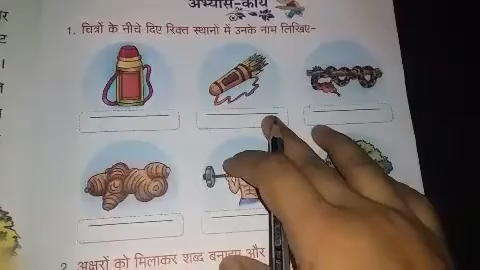 अभ्यास-कार्य
1. चित्रों के नीचे दिए रिक्त स्थानों में उनके नाम लिखिए-
2. अक्षरों को मिलाकर शब्द बनाइए और